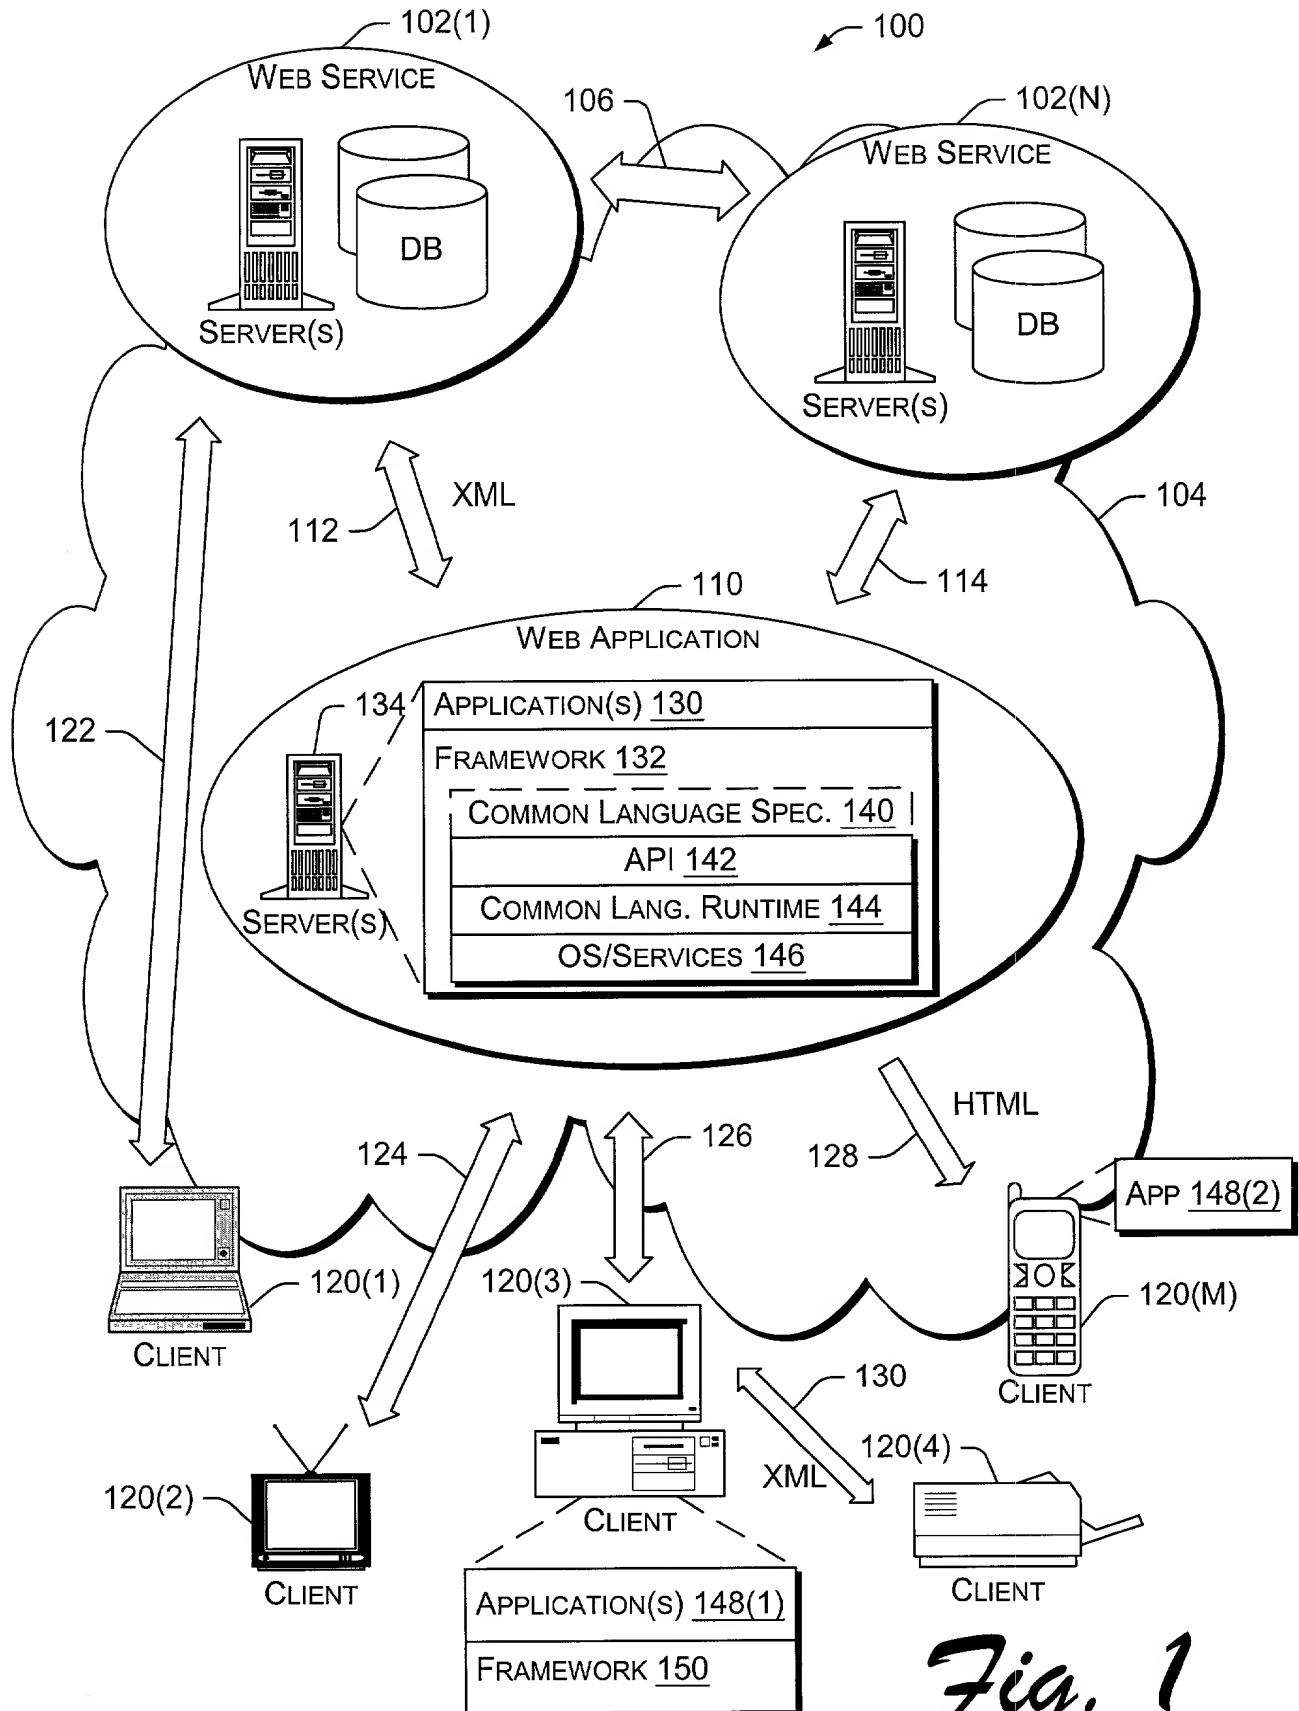 102(1)
100
WEB SERVICE
106
102(N)
WEB SERVICE
DB
SERVER(S)
DB
SERVER(S)
XML
112
104
114
110
WEB APPLICATION
134
APPLICATION(S) 130
122
FRAMEWORK 132
COMMON LANGUAGE SPEC. 140
API 142
COMMON LANG. RUNTIME 144
SERVER(S)
OS/SERVICES 146
HTML
124
126
128
APP 148(2)
120(1)
120(3)
120(M)
CLIENT
130
CLIENT
120(4)
XML
120(2)
CLIENT
CLIENT
CLIENT
APPLICATION(S) 148(1)
FRAMEWORK 150
Fig. 1